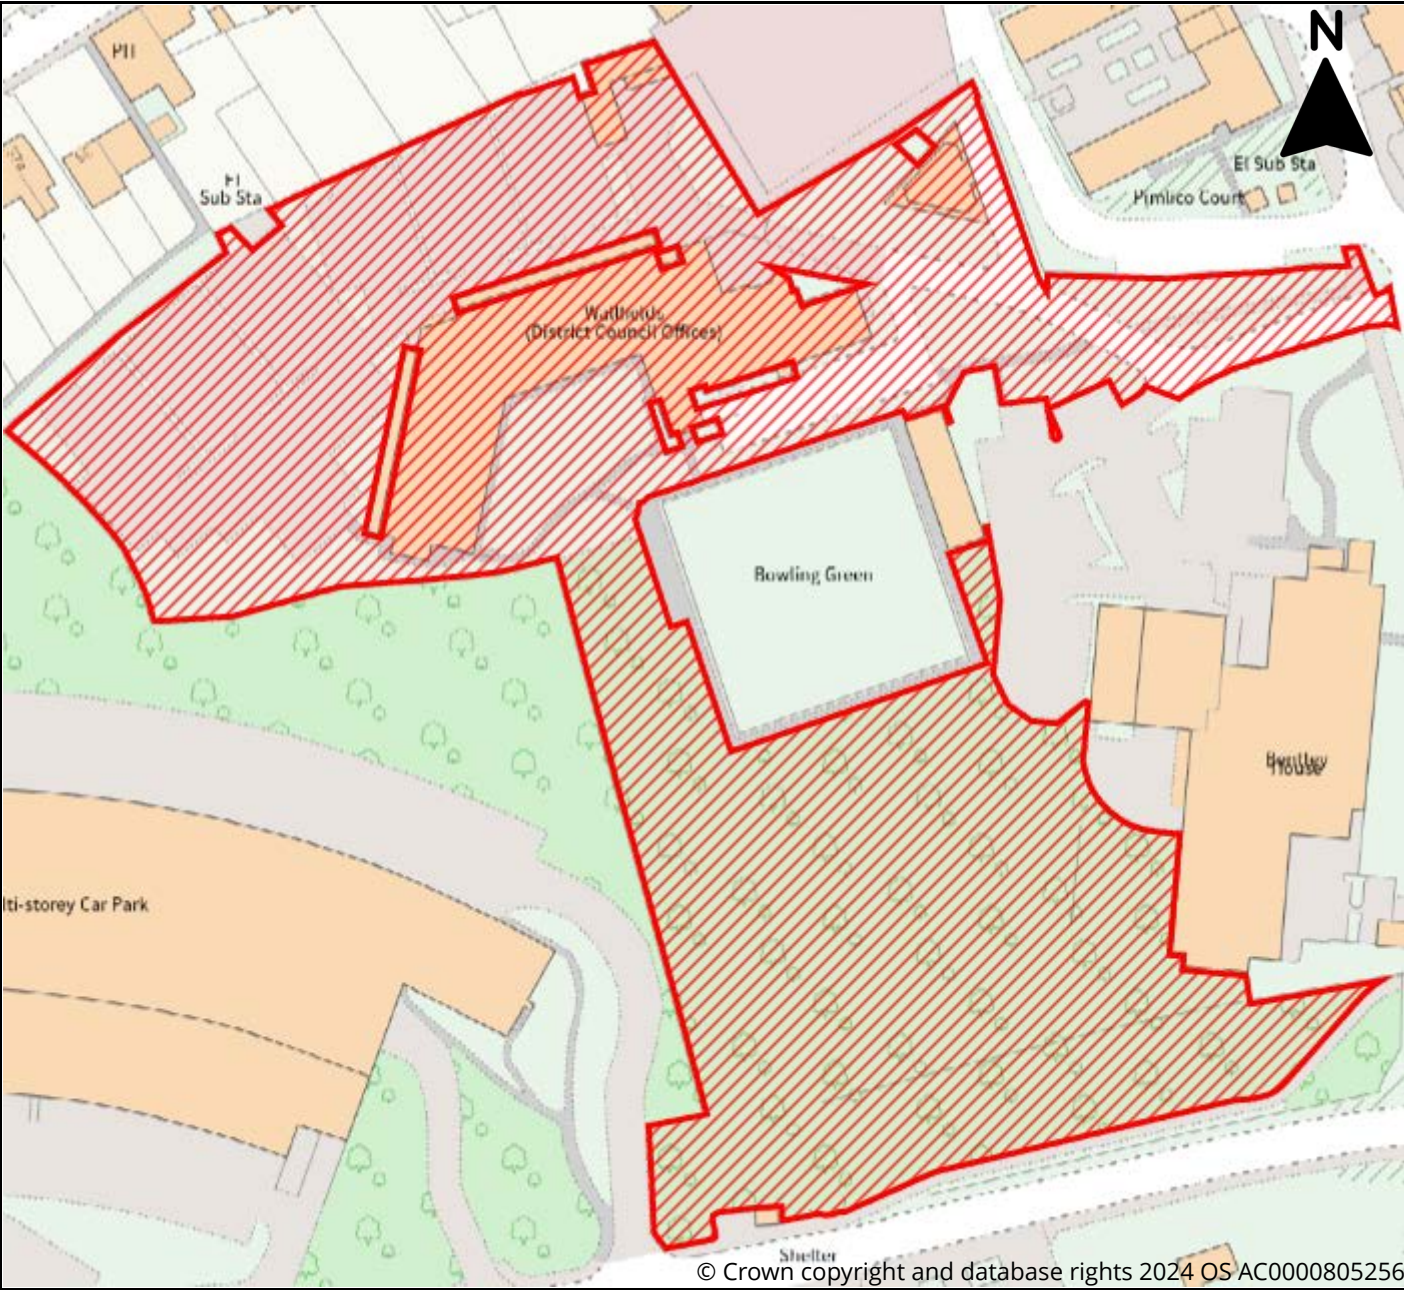 N
PH
El Sub Sta
El
Sub Sta
Pimlico Court
Wallfields
(District Council Offices)
Bowling Green
House
lti-storey Car Park
Shelter
© Crown copyright and database rights 2024 OS AC0000805256